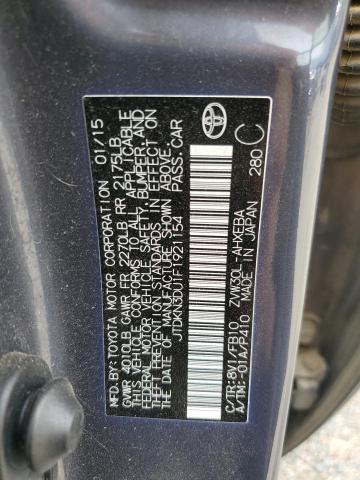 MFD.BY: TOYOTA MOTOR CORPORATION 01/15
GVWR 4010LB GAWR FR 2270LB RR 2175LB
THIS VEHICLE CONFORMS TO ALL APPLICABLE
FEDERAL MOTOR VEHICLE SAFETY, BUMPER, AND
THEFT PREVENTION STANDARDS IN EFFECT ON
THE DATE OF MANUFACTURE SHOWN ABOVE.
JTDKN3DU1F1921154 PASS.CAR
C/TR:8V1/FB10 ZVW30L-AHXEBA
A/TM:-01A/P410 MADE IN JAPAN 280 C